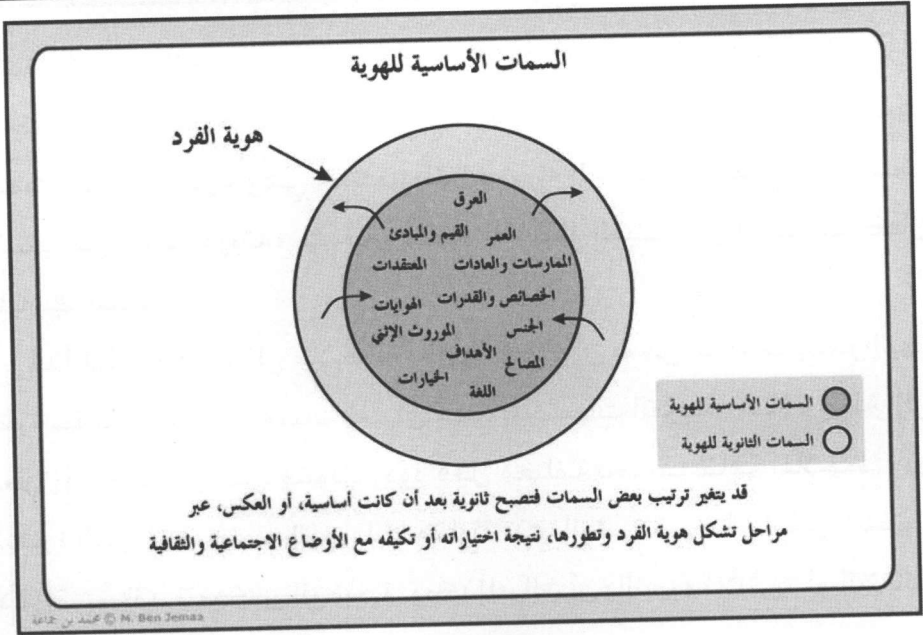 السمات الأساسية للهوية
هوية الفرد
العرق
العمر
القيم والمبادئ
الممارسات والعادات
المعتقدات
الخصائص والقدرات
الهوايات
الجنس
الموروث الإثني
الأهداف
المصالح
الخيارات
اللغة
السمات الأساسية للهوية
السمات الثانوية للهوية
قد يتغير ترتيب بعض السمات فتصبح ثانوية بعد أن كانت أساسية، أو العكس، عبر
مراحل تشكل هوية الفرد وتطورها، نتيجة اختياراته أو تكيفه مع الأوضاع الاجتماعية والثقافية
محمد بن جماعة © M. Ben Jemaa